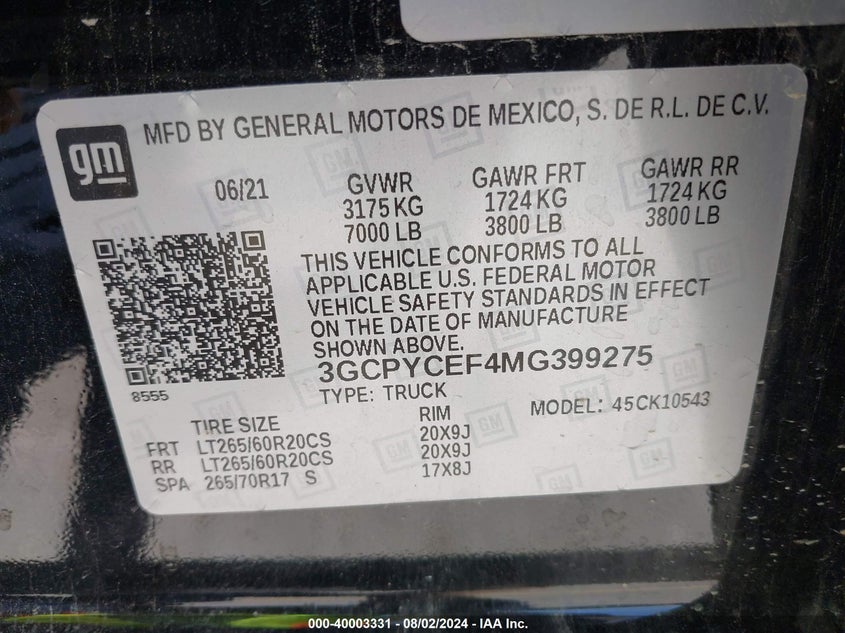 gm
MFD BY GENERAL MOTORS DE MEXICO, S. DE R.L. DE C.V.
06/21 GVWR GAWR FRT GAWR RR
3175 KG 1724 KG 1724 KG
7000 LB 3800 LB 3800 LB
THIS VEHICLE CONFORMS TO ALL
APPLICABLE U.S. FEDERAL MOTOR
VEHICLE SAFETY STANDARDS IN EFFECT
ON THE DATE OF MANUFACTURE
SHOWN ABOVE.
3GCPYCEF4MG399275
8555
TYPE: TRUCK MODEL: 45CK10543
TIRE SIZE RIM
FRT LT265/60R20CS 20X9J
RR LT265/60R20CS 20X9J
SPA 265/70R17 S 17X8J
000-40003331 - 08/02/2024 - IAA Inc.